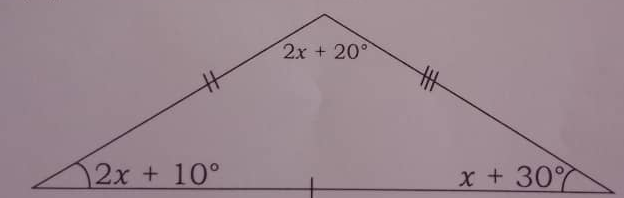 2x + 20°
2x + 10°
x + 30°